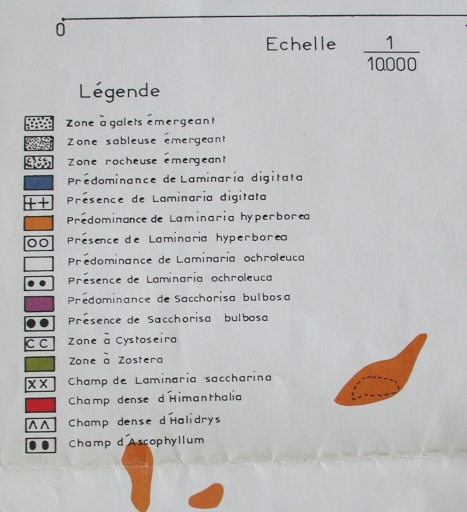 0
Echelle 1
10.000
Légende
Zone à galets émergeant
Zone sableuse émergeant
Zone rocheuse émergeant
Prédominance de Laminaria digitata
++ Présence de Laminaria digitata
Prédominance de Laminaria hyperborea
Présence de Laminaria hyperborea
Prédominance de Laminaria ochroleuca
Présence de Laminaria ochroleuca
Prédominance de Sacchorisa bulbosa
Présence de Saccorisa bulbosa
CC Zone à Cystoseira
Zone à Zostera
XX Champ de Laminaria saccharina
Champ dense d'Himanthalia
Champ dense d'Halidrys
Champ d'Ascophyllum